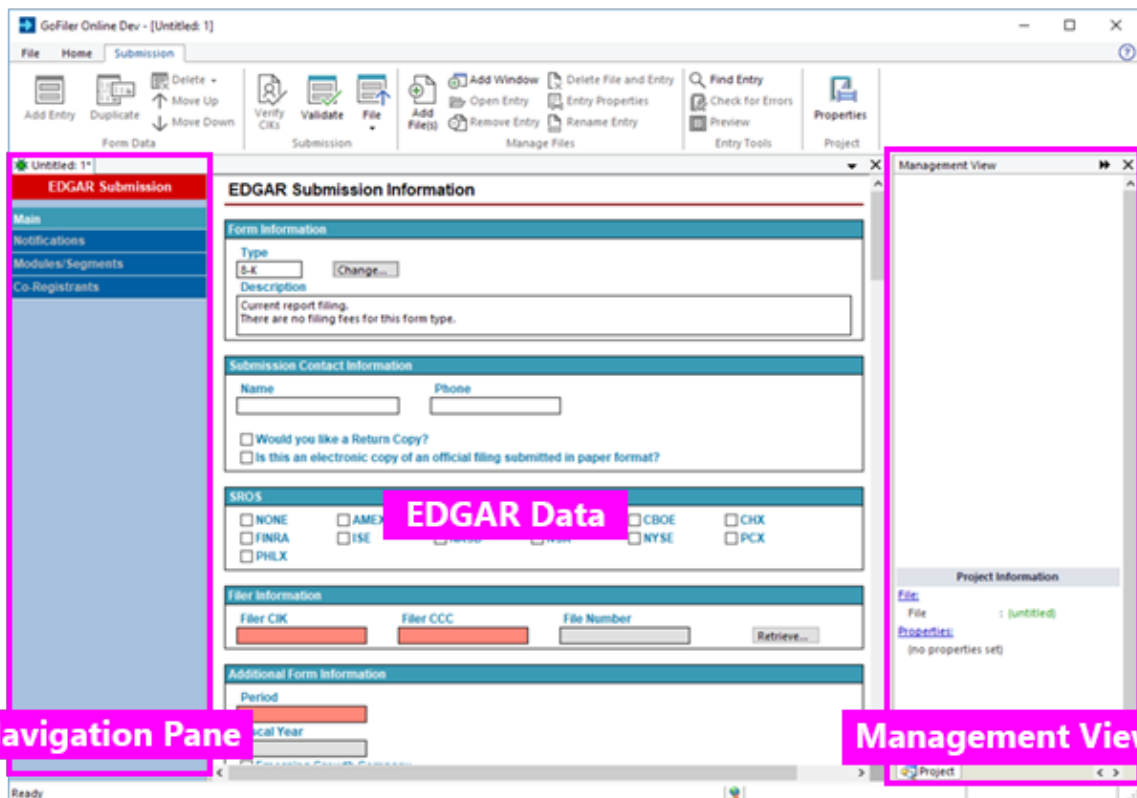 GoFiler Online Dev - [Untitled: 1]
File Home Submission
Add Entry Duplicate Delete Move Up Move Down
Form Data
Verify CIKs Validate File
Submission
Add File(s) Add Window Open Entry Remove Entry Delete File and Entry Entry Properties Rename Entry
Manage Files
Find Entry Check for Errors Preview
Entry Tools
Properties
Project
Untitled: 1*
EDGAR Submission
Main
Notifications
Modules/Segments
Co-Registrants
EDGAR Submission Information
Form Information
Type
8-K Change...
Description
Current report filing.
There are no filing fees for this form type.
Submission Contact Information
Name Phone
Would you like a Return Copy?
Is this an electronic copy of an official filing submitted in paper format?
SROS
NONE AMEX CBOE CHX
FINRA ISE NYSE PCX
PHLX
EDGAR Data
Filer Information
Filer CIK Filer CCC File Number
Retrieve...
Additional Form Information
Period
Navigation Pane
Management View
Project Information
File:
File : (untitled)
Properties:
(no properties set)
Management View
Project
Ready